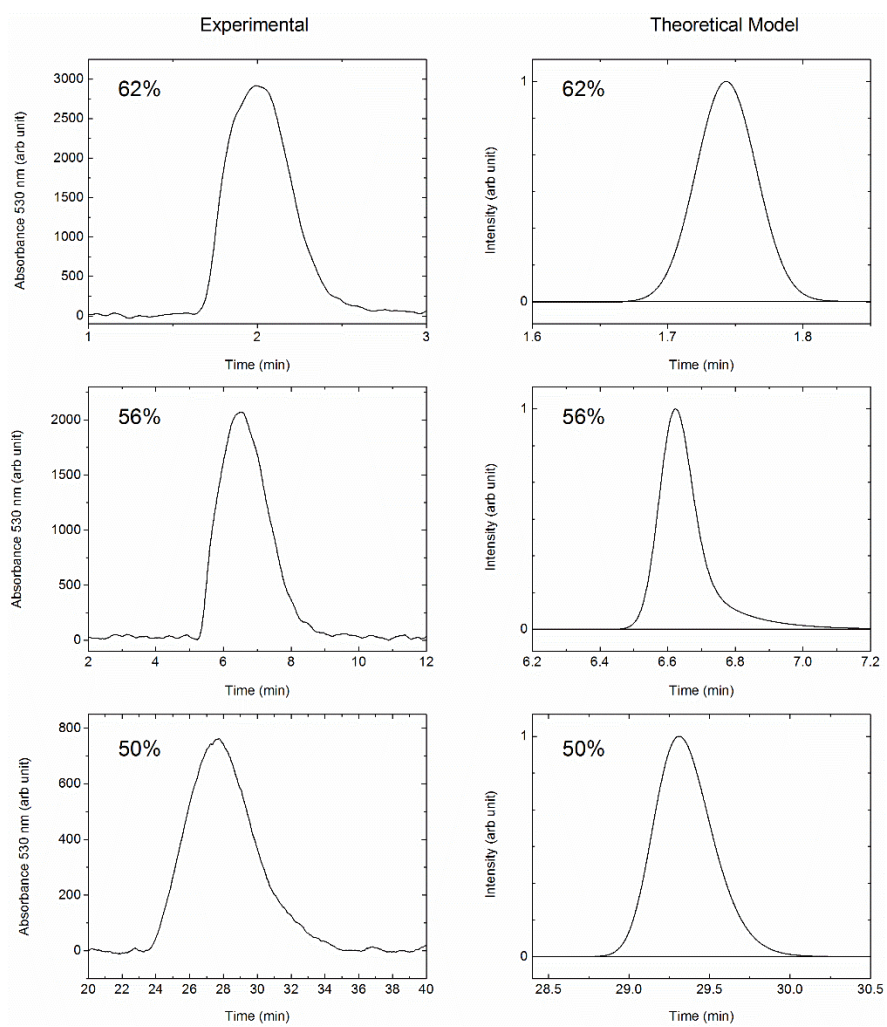 Experimental
Theoretical Model
62%
Absorbance 530 nm (arb unit)
3000
2500
2000
1500
1000
500
0
1 2 3
Time (min)
62%
Intensity (arb unit)
1
0
1.6 1.7 1.8
Time (min)
56%
Absorbance 530 nm (arb unit)
2000
1500
1000
500
0
2 4 6 8 10 12
Time (min)
56%
Intensity (arb unit)
1
0
6.2 6.4 6.6 6.8 7.0 7.2
Time (min)
50%
Absorbance 530 nm (arb unit)
800
600
400
200
0
20 22 24 26 28 30 32 34 36 38 40
Time (min)
50%
Intensity (arb unit)
1
0
28.5 29.0 29.5 30.0 30.5
Time (min)